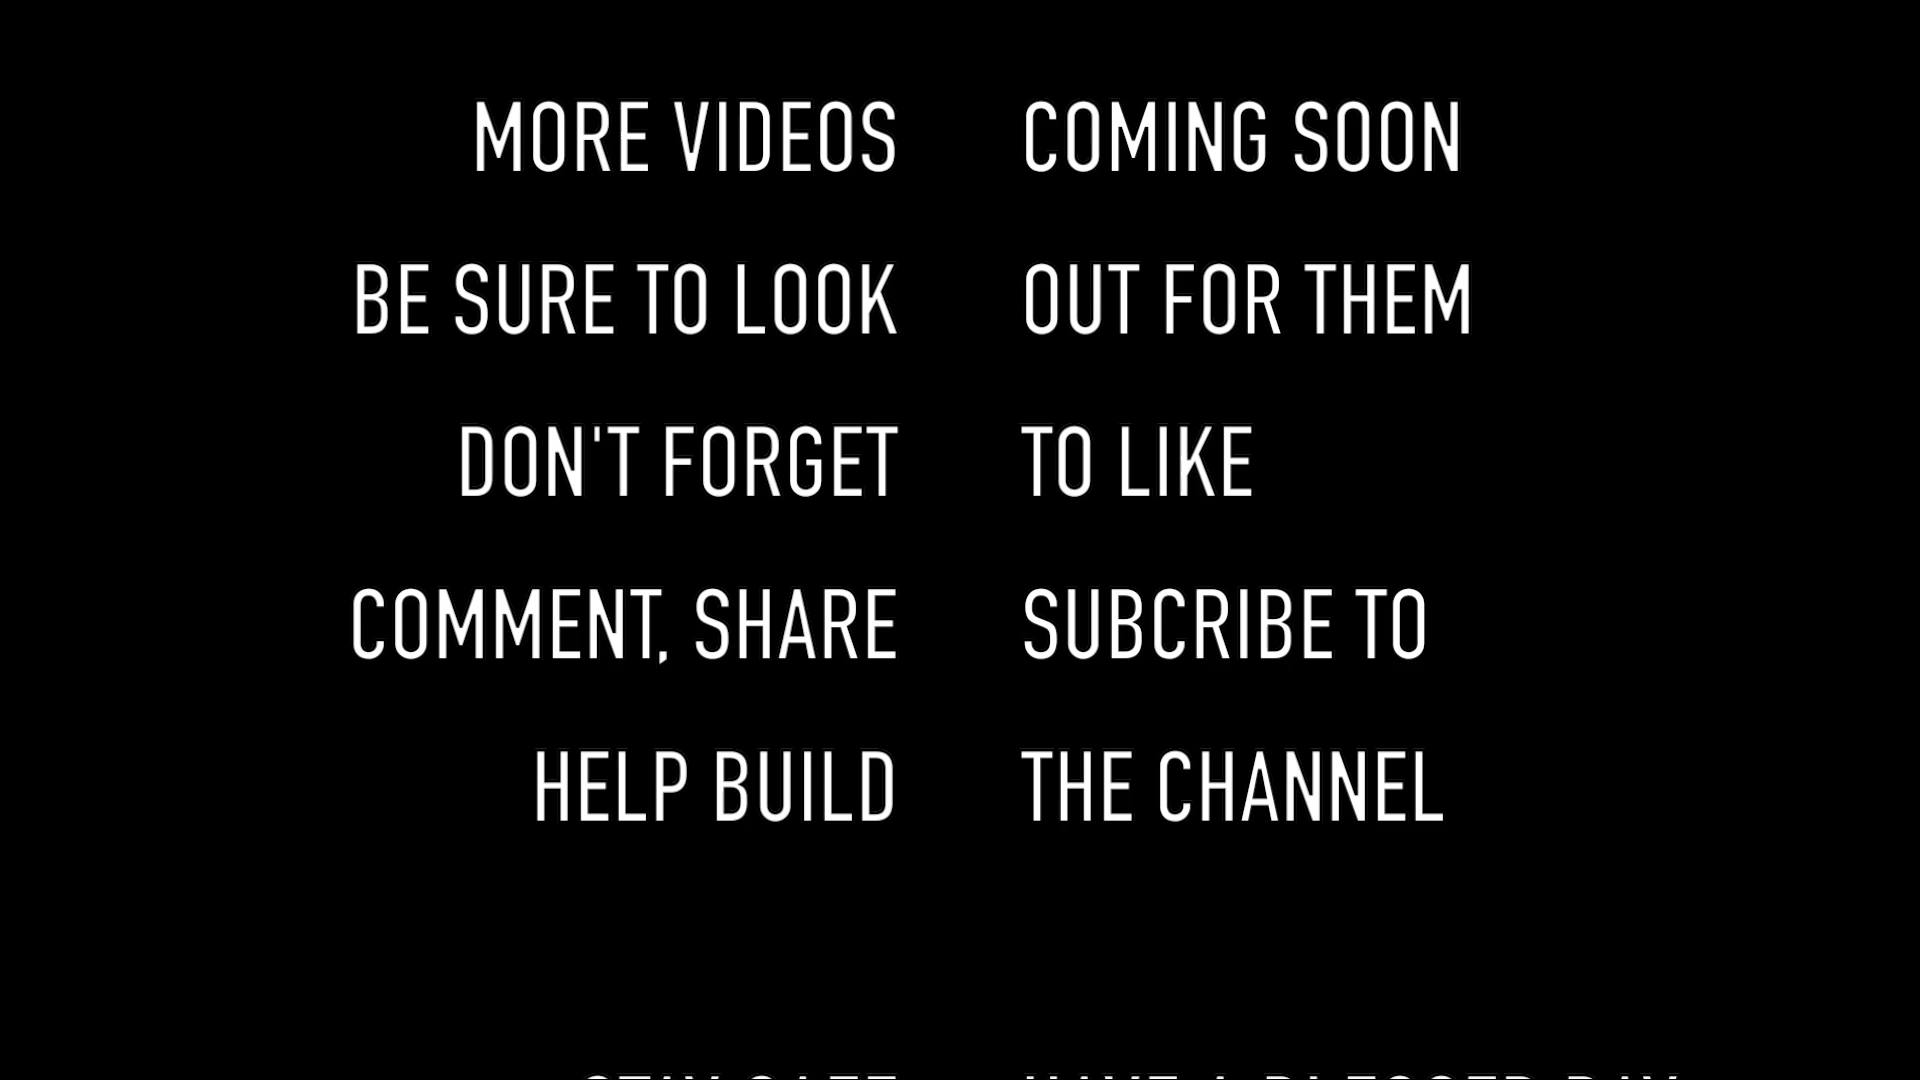 MORE VIDEOS COMING SOON
BE SURE TO LOOK OUT FOR THEM
DON'T FORGET TO LIKE
COMMENT, SHARE SUBCRIBE TO
HELP BUILD THE CHANNEL